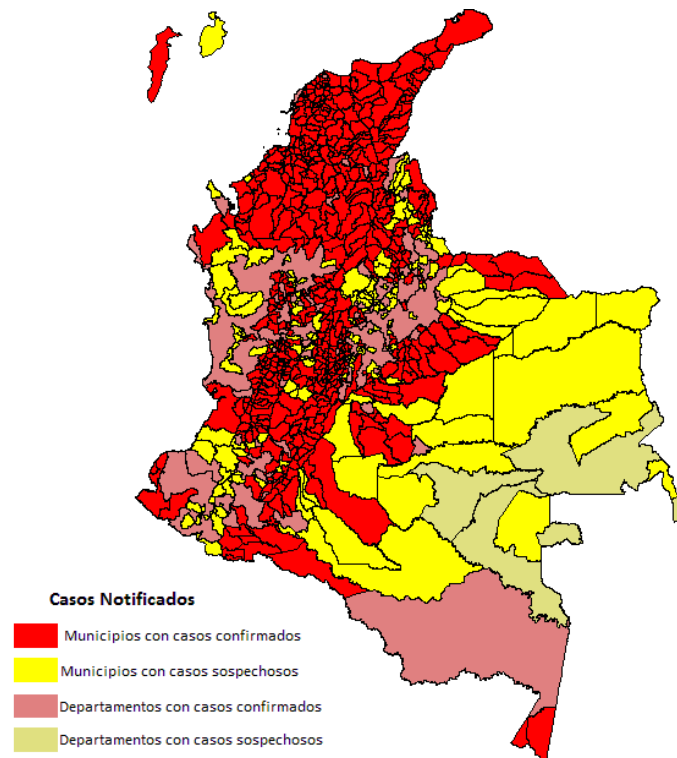 Casos Notificados
Municipios con casos confirmados
Municipios con casos sospechosos
Departamentos con casos confirmados
Departamentos con casos sospechosos